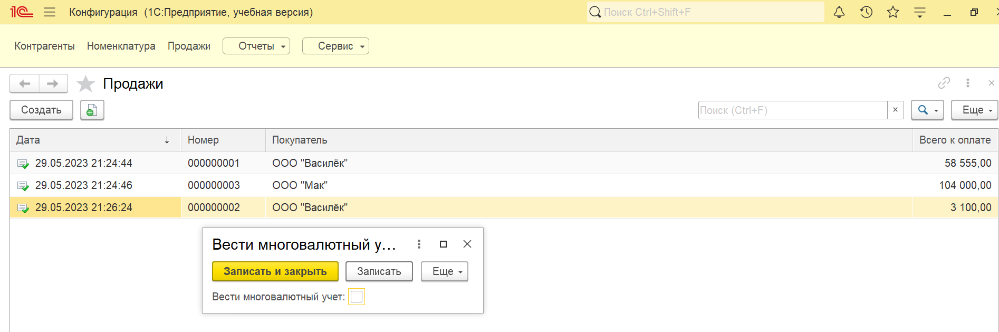 1С Конфигурация (1С:Предприятие, учебная версия) Поиск Ctrl+Shift+F
Контрагенты Номенклатура Продажи Отчеты Сервис
Продажи
Создать Поиск (Ctrl+F) × Еще
Дата ↓ Номер Покупатель Всего к оплате
29.05.2023 21:24:44 000000001 ООО "Василёк" 58 555,00
29.05.2023 21:24:46 000000003 ООО "Мак" 104 000,00
29.05.2023 21:26:24 000000002 ООО "Василёк" 3 100,00
Вести многовалютный у...
Записать и закрыть Записать Еще
Вести многовалютный учет: